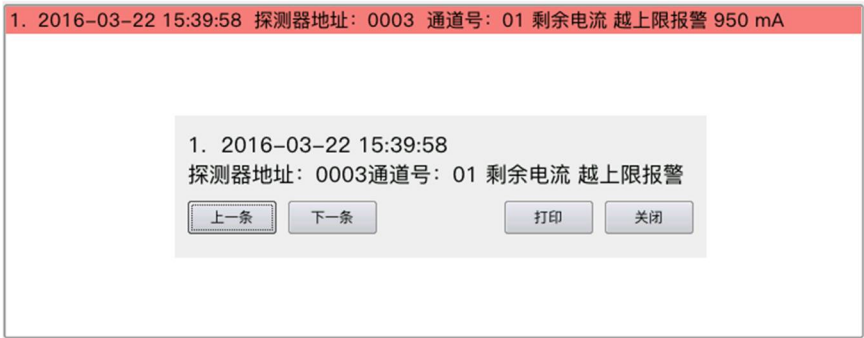 1. 2016-03-22 15:39:58 探测器地址：0003 通道号：01 剩余电流 越上限报警 950 mA
1. 2016-03-22 15:39:58
探测器地址：0003通道号：01 剩余电流 越上限报警
上一条 下一条 打印 关闭